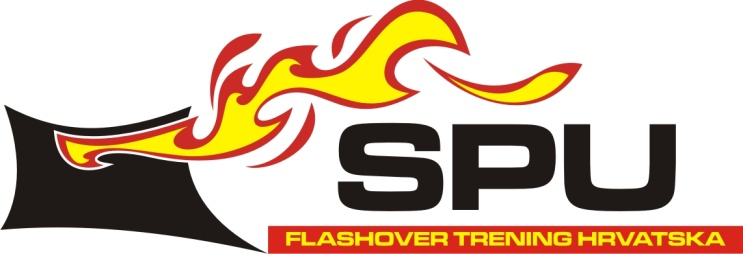 SPU
FLASHOVER TRENING HRVATSKA